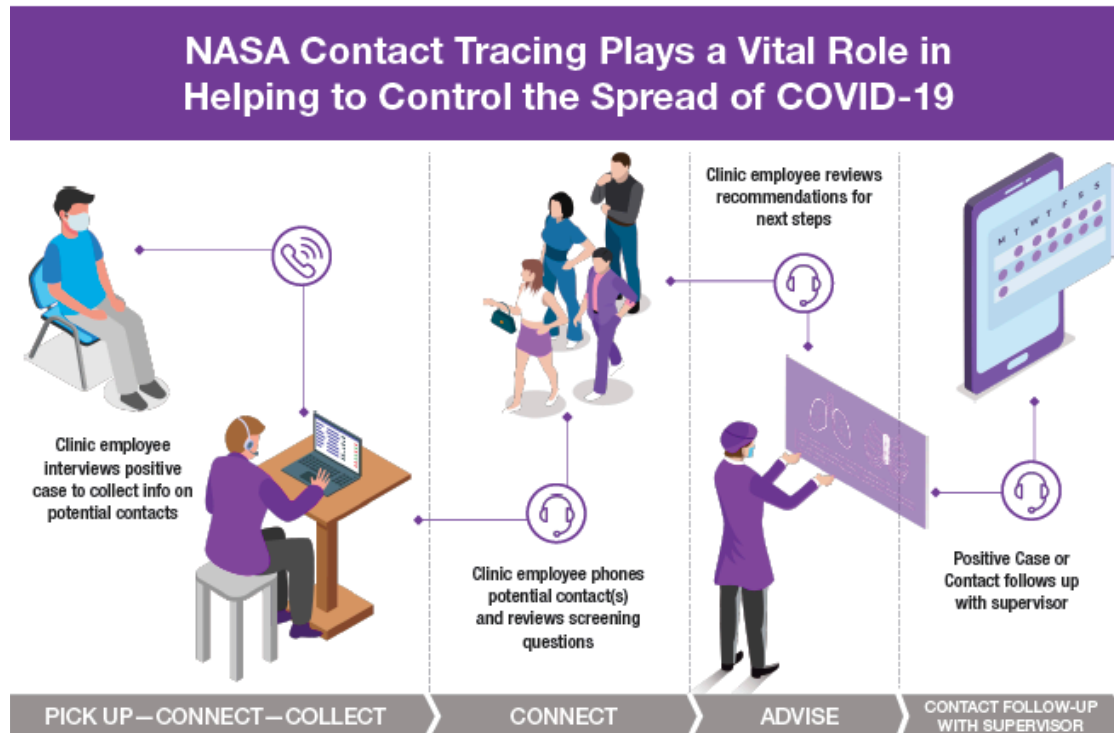 NASA Contact Tracing Plays a Vital Role in
Helping to Control the Spread of COVID-19
Clinic employee
interviews positive
case to collect info on
potential contacts
Clinic employee phones
potential contact(s)
and reviews screening
questions
Clinic employee reviews
recommendations for
next steps
M T W T F S S
Positive Case or
Contact follows up
with supervisor
PICK UP—CONNECT—COLLECT
CONNECT
ADVISE
CONTACT FOLLOW-UP
WITH SUPERVISOR